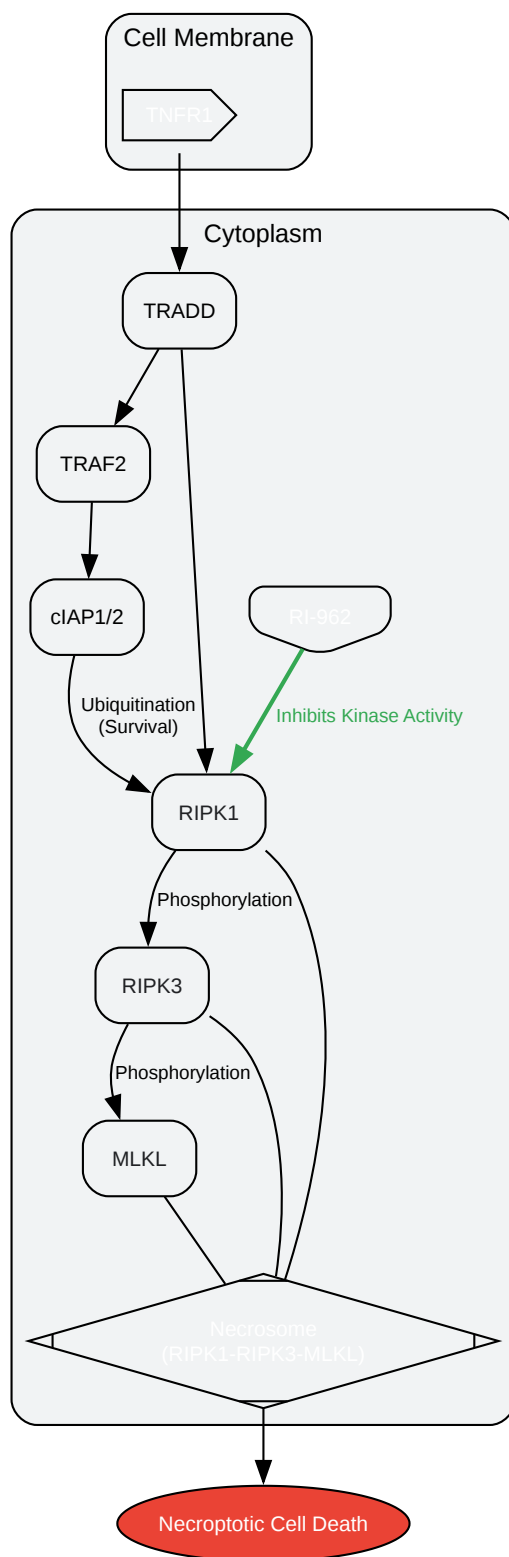 Cell Membrane
TNFR1
Cytoplasm
TRADD
TRAF2
cIAP1/2
RI-962
Ubiquitination
(Survival)
Inhibits Kinase Activity
RIPK1
Phosphorylation
RIPK3
Phosphorylation
MLKL
Necrosome
(RIPK1-RIPK3-MLKL)
Necroptotic Cell Death